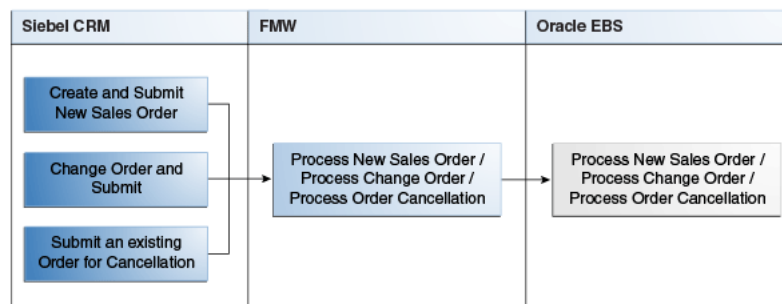 Siebel CRM
FMW
Oracle EBS
Create and Submit
New Sales Order
Change Order and
Submit
Submit an existing
Order for Cancellation
Process New Sales Order /
Process Change Order /
Process Order Cancellation
Process New Sales Order /
Process Change Order /
Process Order Cancellation